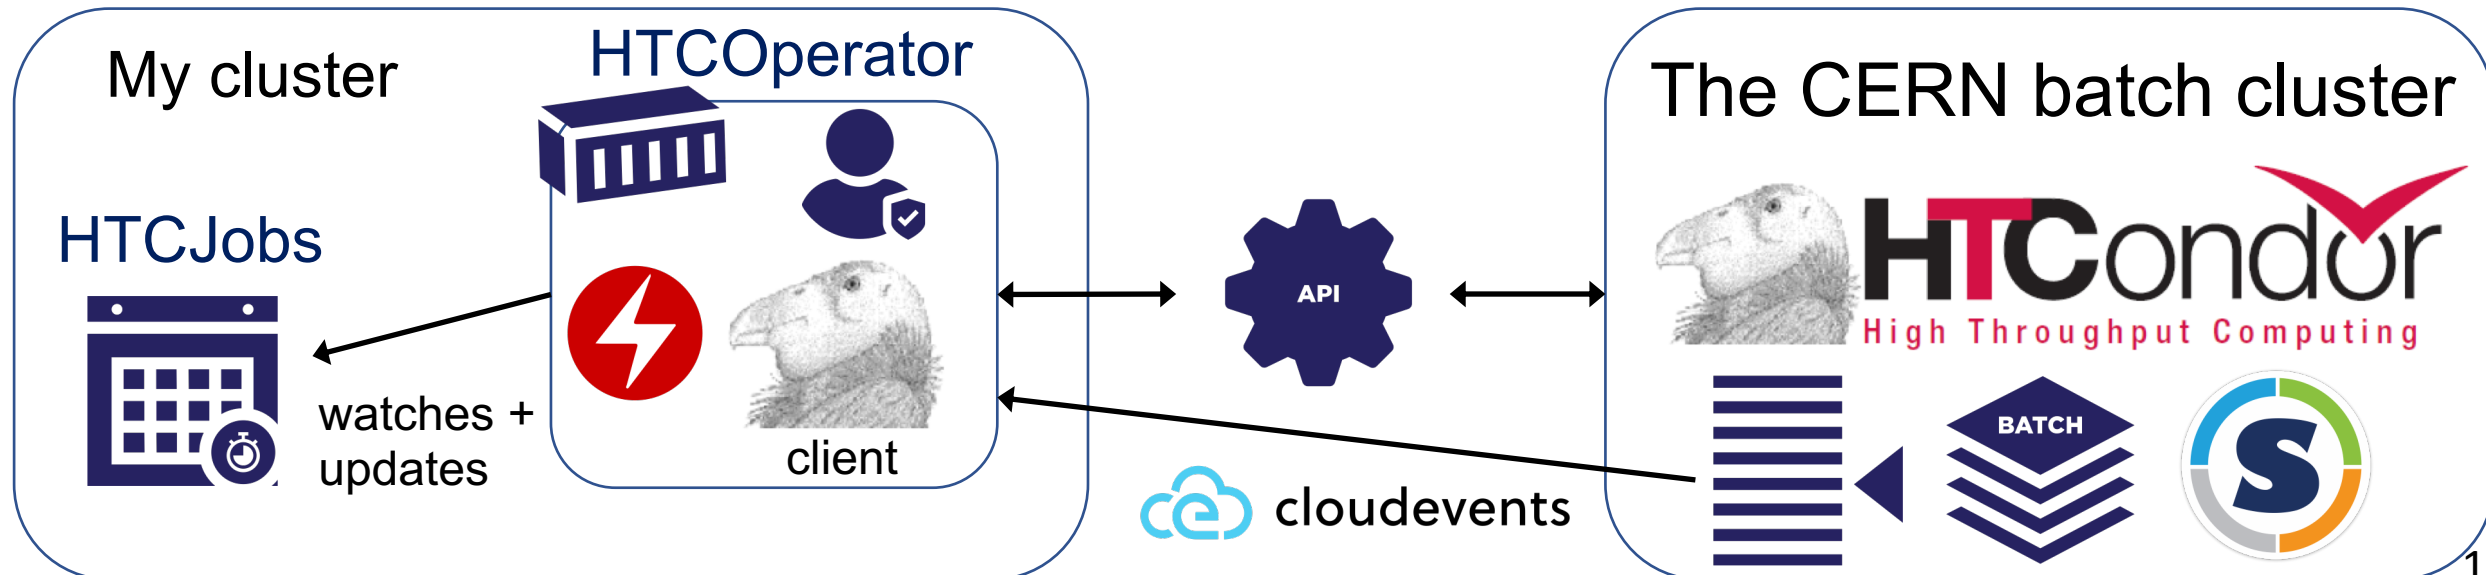 My cluster
HTCOperator
HTCJobs
watches +
updates
client
API
cloudevents
The CERN batch cluster
HTCondor
High Throughput Computing
BATCH
S
1